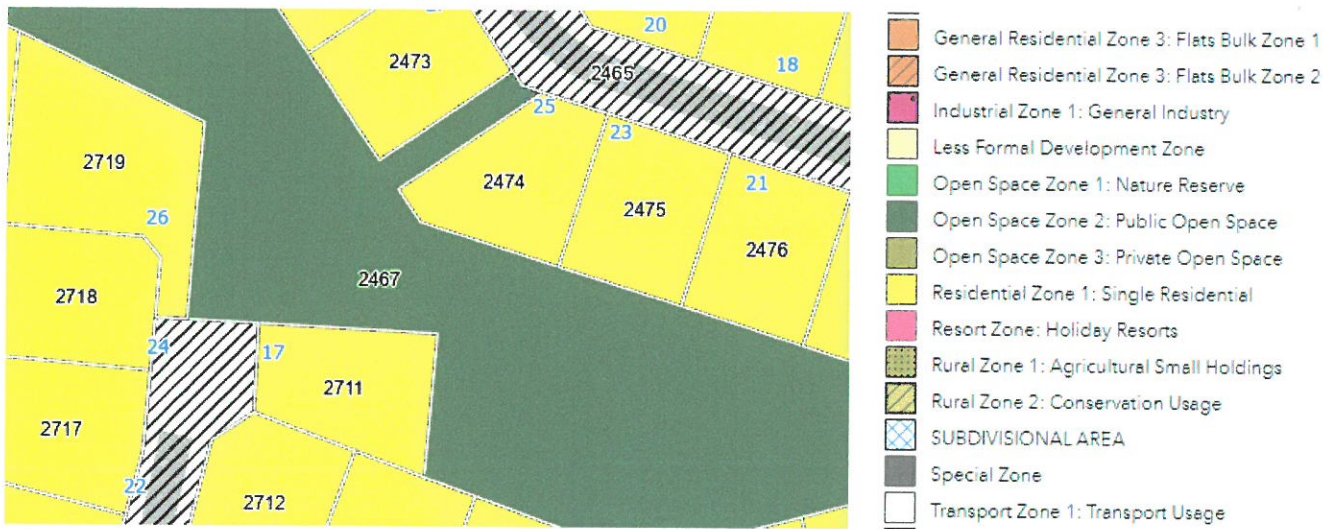 20
18
2473
2465
25
23
21
2719
2474
2475
2476
26
2467
2718
24
17
2711
2717
22
2712
General Residential Zone 3: Flats Bulk Zone 1
General Residential Zone 3: Flats Bulk Zone 2
Industrial Zone 1: General Industry
Less Formal Development Zone
Open Space Zone 1: Nature Reserve
Open Space Zone 2: Public Open Space
Open Space Zone 3: Private Open Space
Residential Zone 1: Single Residential
Resort Zone: Holiday Resorts
Rural Zone 1: Agricultural Small Holdings
Rural Zone 2: Conservation Usage
SUBDIVISIONAL AREA
Special Zone
Transport Zone 1: Transport Usage